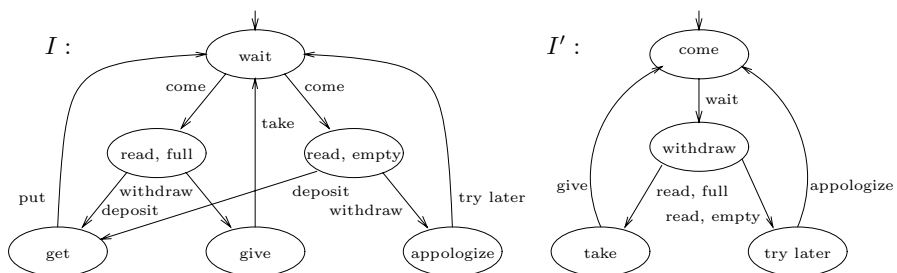 I :
wait
come
come
take
read, full
read, empty
withdraw
deposit
deposit
withdraw
put
try later
get
give
appologize
I′ :
come
wait
withdraw
give
read, full
read, empty
appologize
take
try later